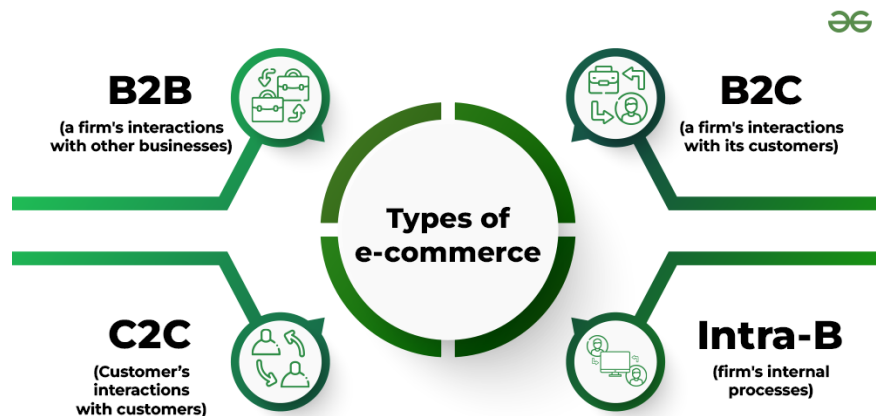 B2B
(a firm's interactions
with other businesses)
B2C
(a firm's interactions
with its customers)
Types of
e-commerce
C2C
(Customer’s
interactions
with customers)
Intra-B
(firm's internal
processes)